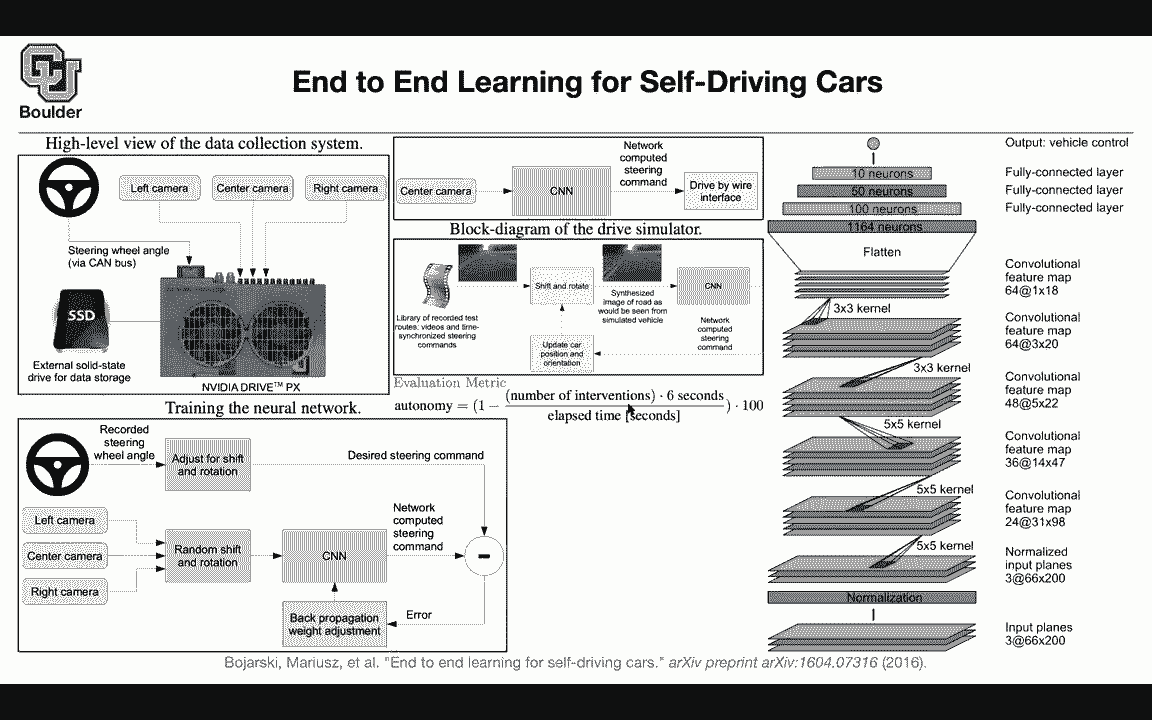 Boulder
End to End Learning for Self-Driving Cars
High-level view of the data collection system.
Left camera
Center camera
Right camera
Steering wheel angle
(via CAN bus)
SSD
External solid-state
drive for data storage
NVIDIA DRIVE™ PX
Training the neural network.
Recorded
steering
wheel angle
Adjust for shift
and rotation
Desired steering command
Left camera
Center camera
Right camera
Random shift
and rotation
CNN
Network
computed
steering
command
-
Back propagation
weight adjustment
Error
Center camera
CNN
Network
computed
steering
command
Drive by wire
interface
Block-diagram of the drive simulator.
Library of recorded test
routes: videos and time-
synchronized steering
commands
Shift and rotate
Synthesized
image of road as
would be seen from
simulated vehicle
CNN
Network
computed
steering
command
Update car
position and
orientation
Evaluation Metric
autonomy = (1 − (number of interventions) · 6 seconds / elapsed time [seconds]) · 100
Output: vehicle control
10 neurons
Fully-connected layer
50 neurons
Fully-connected layer
100 neurons
Fully-connected layer
1164 neurons
Flatten
Convolutional
feature map
64@1x18
3x3 kernel
Convolutional
feature map
64@3x20
3x3 kernel
Convolutional
feature map
48@5x22
5x5 kernel
Convolutional
feature map
36@14x47
5x5 kernel
Convolutional
feature map
24@31x98
5x5 kernel
Normalized
input planes
3@66x200
Normalization
Input planes
3@66x200
Bojarski, Mariusz, et al. "End to end learning for self-driving cars." arXiv preprint arXiv:1604.07316 (2016).